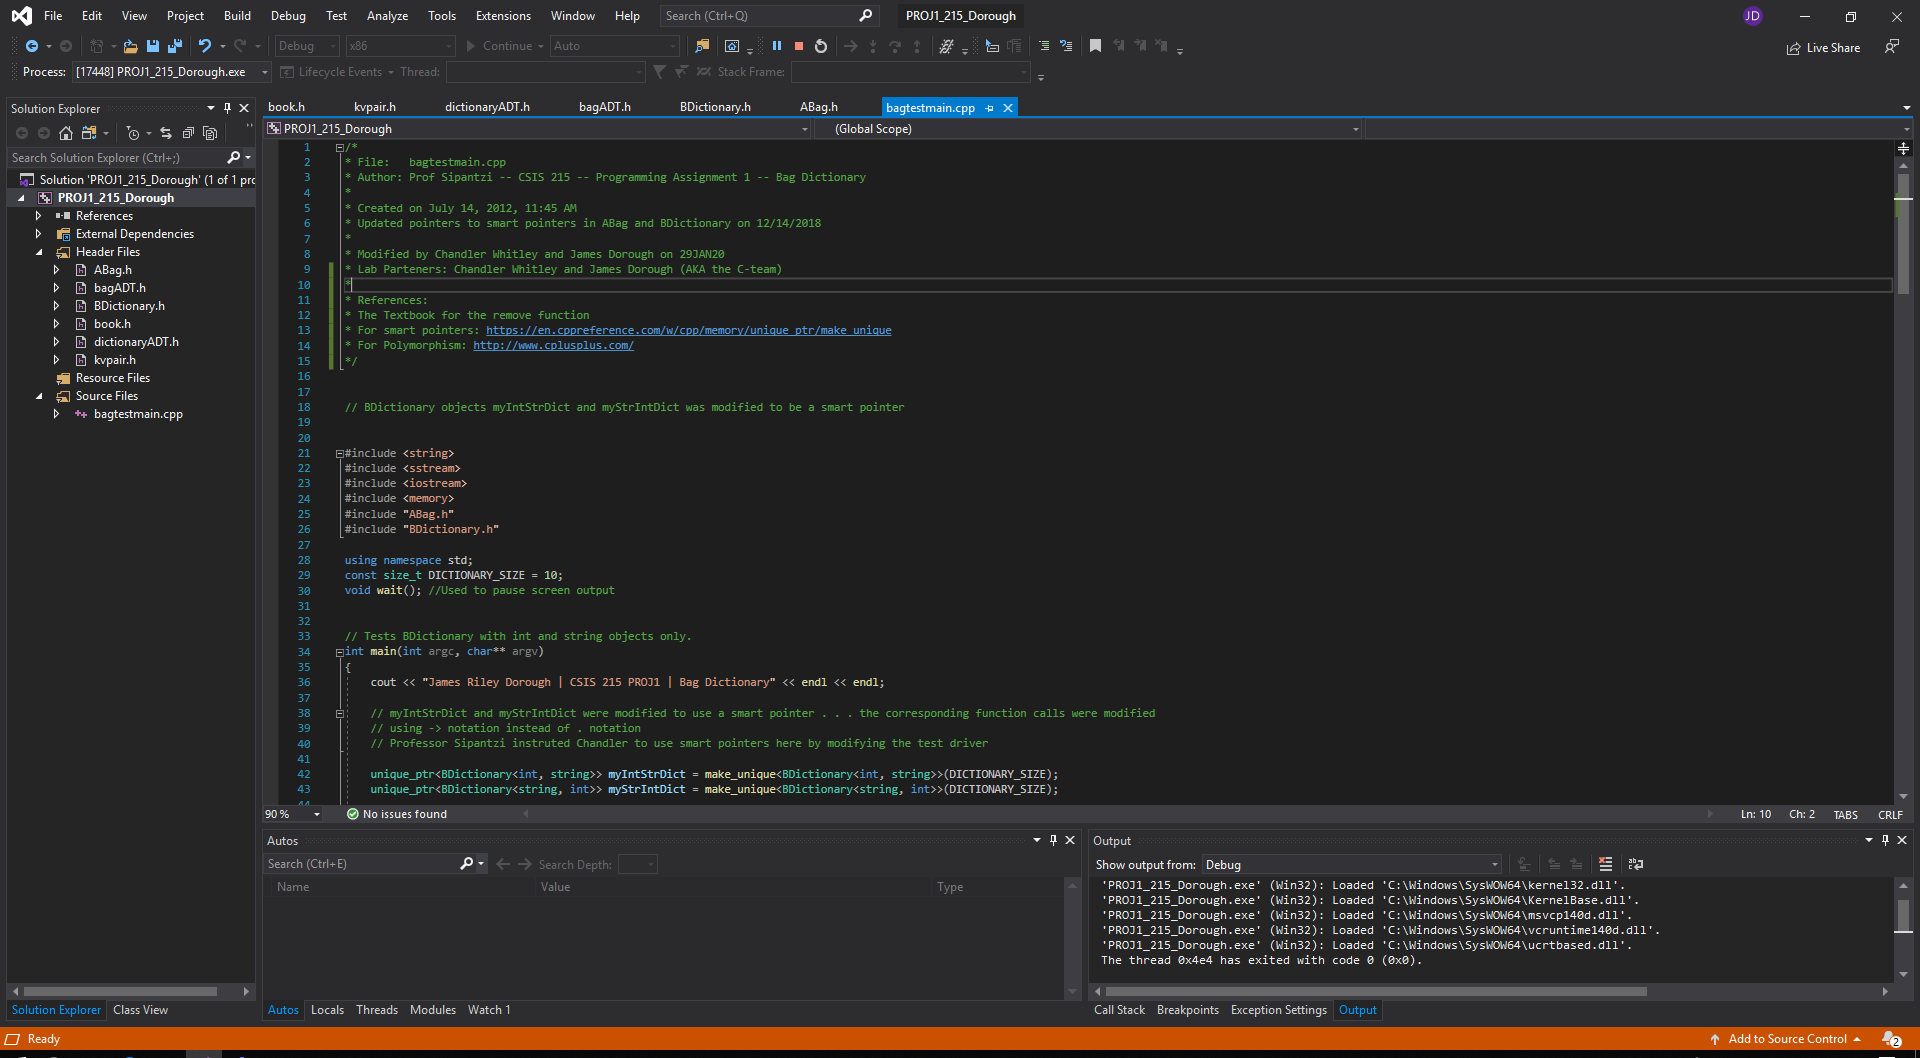 File Edit View Project Build Debug Test Analyze Tools Extensions Window Help Search (Ctrl+Q) PROJ1_215_Dorough JD
Debug x86 Continue Auto Live Share
Process: [17448] PROJ1_215_Dorough.exe Lifecycle Events Thread: Stack Frame:
Solution Explorer
Search Solution Explorer (Ctrl+;)
Solution 'PROJ1_215_Dorough' (1 of 1 pro
PROJ1_215_Dorough
References
External Dependencies
Header Files
ABag.h
bagADT.h
BDictionary.h
book.h
dictionaryADT.h
kvpair.h
Resource Files
Source Files
bagtestmain.cpp
Solution Explorer Class View
book.h kvpair.h dictionaryADT.h bagADT.h BDictionary.h ABag.h bagtestmain.cpp
PROJ1_215_Dorough (Global Scope)
1 /*
2 * File: bagtestmain.cpp
3 * Author: Prof Sipantzi -- CSIS 215 -- Programming Assignment 1 -- Bag Dictionary
4 *
5 * Created on July 14, 2012, 11:45 AM
6 * Updated pointers to smart pointers in ABag and BDictionary on 12/14/2018
7 *
8 * Modified by Chandler Whitley and James Dorough on 29JAN20
9 * Lab Parteners: Chandler Whitley and James Dorough (AKA the C-team)
10 *
11 * References:
12 * The Textbook for the remove function
13 * For smart pointers: https://en.cppreference.com/w/cpp/memory/unique_ptr/make_unique
14 * For Polymorphism: http://www.cplusplus.com/
15 */
16
17
18 // BDictionary objects myIntStrDict and myStrIntDict was modified to be a smart pointer
19
20
21 #include <string>
22 #include <sstream>
23 #include <iostream>
24 #include <memory>
25 #include "ABag.h"
26 #include "BDictionary.h"
27
28 using namespace std;
29 const size_t DICTIONARY_SIZE = 10;
30 void wait(); //Used to pause screen output
31
32
33 // Tests BDictionary with int and string objects only.
34 int main(int argc, char** argv)
35 {
36 cout << "James Riley Dorough | CSIS 215 PROJ1 | Bag Dictionary" << endl << endl;
37
38 // myIntStrDict and myStrIntDict were modified to use a smart pointer . . . the corresponding function calls were modified
39 // using -> notation instead of . notation
40 // Professor Sipantzi instruted Chandler to use smart pointers here by modifying the test driver
41
42 unique_ptr<BDictionary<int, string>> myIntStrDict = make_unique<BDictionary<int, string>>(DICTIONARY_SIZE);
43 unique_ptr<BDictionary<string, int>> myStrIntDict = make_unique<BDictionary<string, int>>(DICTIONARY_SIZE);
44
90 % No issues found Ln: 10 Ch: 2 TABS CRLF
Autos
Search (Ctrl+E) Search Depth:
Name Value Type
Autos Locals Threads Modules Watch 1
Output
Show output from: Debug
'PROJ1_215_Dorough.exe' (Win32): Loaded 'C:\Windows\SysWOW64\kernel32.dll'.
'PROJ1_215_Dorough.exe' (Win32): Loaded 'C:\Windows\SysWOW64\KernelBase.dll'.
'PROJ1_215_Dorough.exe' (Win32): Loaded 'C:\Windows\SysWOW64\msvcp140d.dll'.
'PROJ1_215_Dorough.exe' (Win32): Loaded 'C:\Windows\SysWOW64\vcruntime140d.dll'.
'PROJ1_215_Dorough.exe' (Win32): Loaded 'C:\Windows\SysWOW64\ucrtbased.dll'.
The thread 0x4e4 has exited with code 0 (0x0).
Call Stack Breakpoints Exception Settings Output
Ready Add to Source Control 2